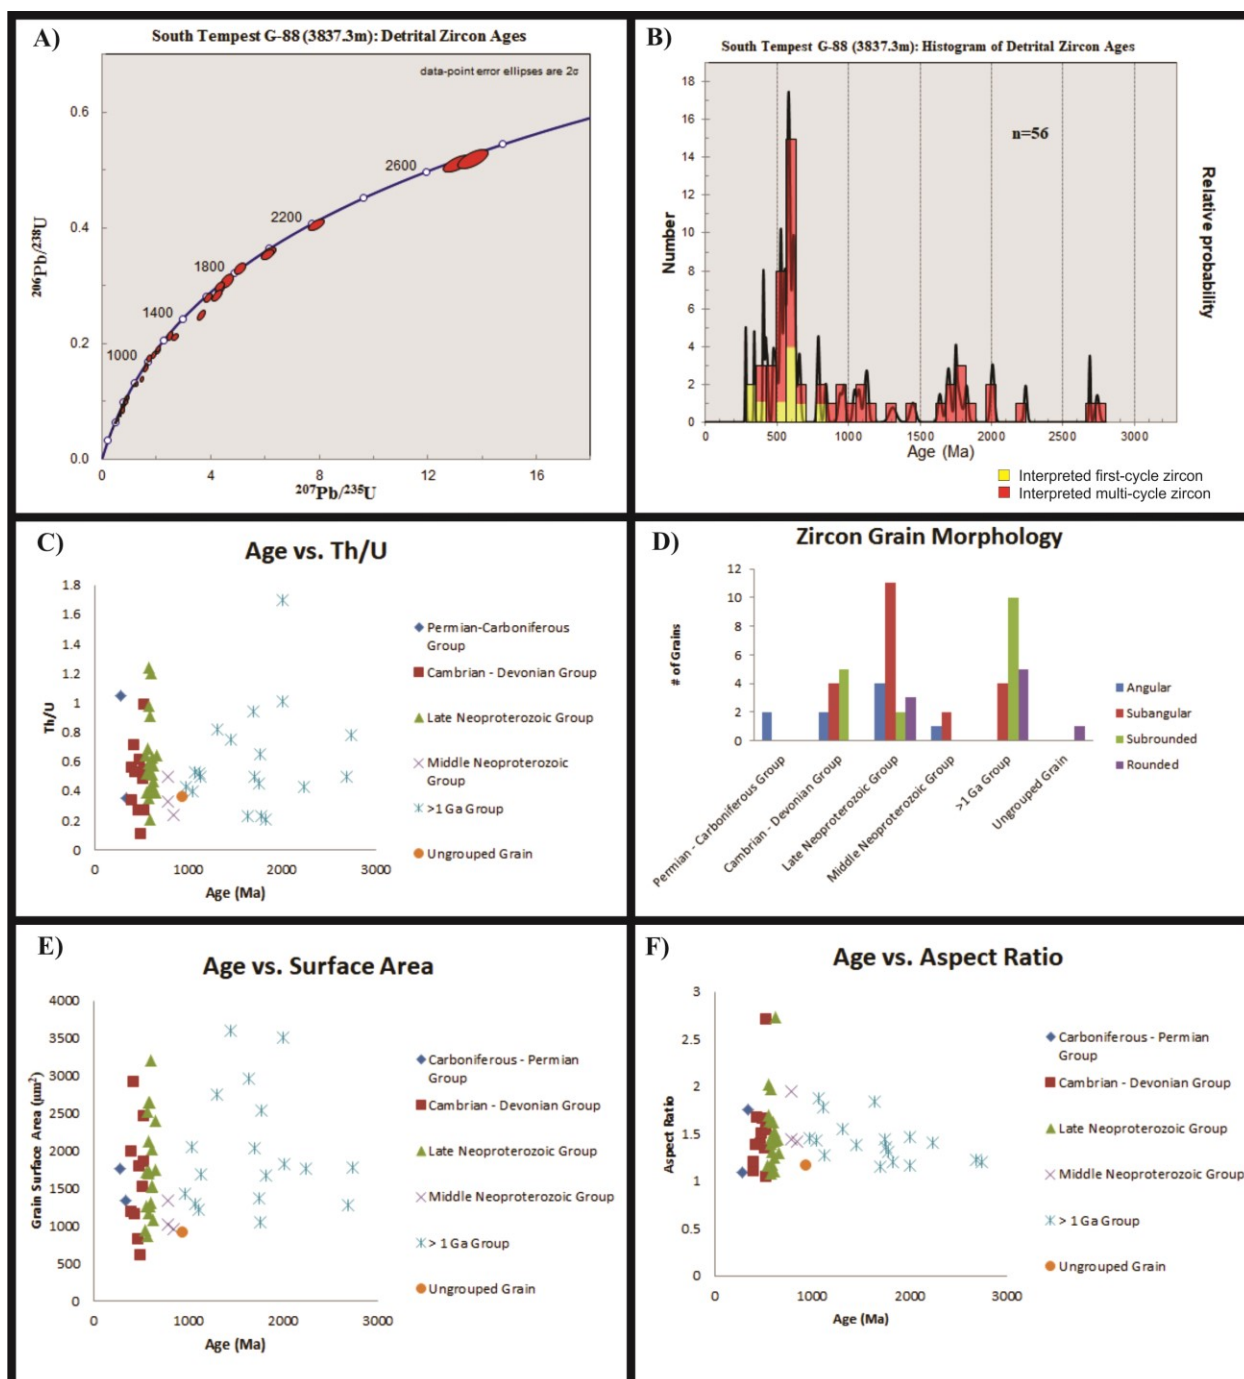 A)
South Tempest G-88 (3837.3m): Detrital Zircon Ages
data-point error ellipses are 2σ
0.6
0.4
0.2
0.0
2600
2200
1800
1400
1000
4
8
12
16
206Pb/238U
207Pb/235U
B)
South Tempest G-88 (3837.3m): Histogram of Detrital Zircon Ages
n=56
18
16
14
12
10
8
6
4
2
0
Number
Relative probability
0
500
1000
1500
2000
2500
3000
Age (Ma)
Interpreted first-cycle zircon
Interpreted multi-cycle zircon
C)
Age vs. Th/U
1.8
1.6
1.4
1.2
1
0.8
0.6
0.4
0.2
0
Th/U
0
1000
2000
3000
Age (Ma)
Permian-Carboniferous
Group
Cambrian - Devonian Group
Late Neoproterozoic Group
Middle Neoproterozoic
Group
>1 Ga Group
Ungrouped Grain
D)
Zircon Grain Morphology
12
10
8
6
4
2
0
# of Grains
Permian - Carboniferous Group
Cambrian - Devonian Group
Late Neoproterozoic Group
Middle Neoproterozoic Group
>1 Ga Group
Ungrouped Grain
Angular
Subangular
Subrounded
Rounded
E)
Age vs. Surface Area
4000
3500
3000
2500
2000
1500
1000
500
0
Grain Surface Area (µm²)
0
1000
2000
3000
Age (Ma)
Carboniferous - Permian
Group
Cambrian - Devonian Group
Late Neoproterozoic Group
Middle Neoproterozoic Group
> 1 Ga Group
Ungrouped Grain
F)
Age vs. Aspect Ratio
3
2.5
2
1.5
1
0.5
0
Aspect Ratio
0
1000
2000
3000
Age (Ma)
Carboniferous - Permian
Group
Cambrian - Devonian Group
Late Neoproterozoic Group
Middle Neoproterozoic Group
> 1 Ga Group
Ungrouped Grain